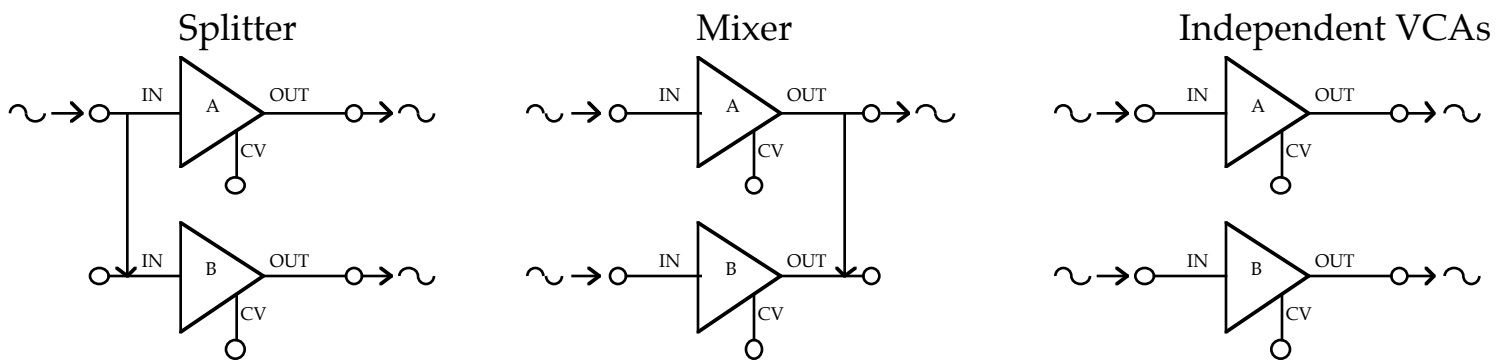 Splitter
IN A OUT
CV
IN B OUT
CV
Mixer
IN A OUT
CV
IN B OUT
CV
Independent VCAs
IN A OUT
CV
IN B OUT
CV